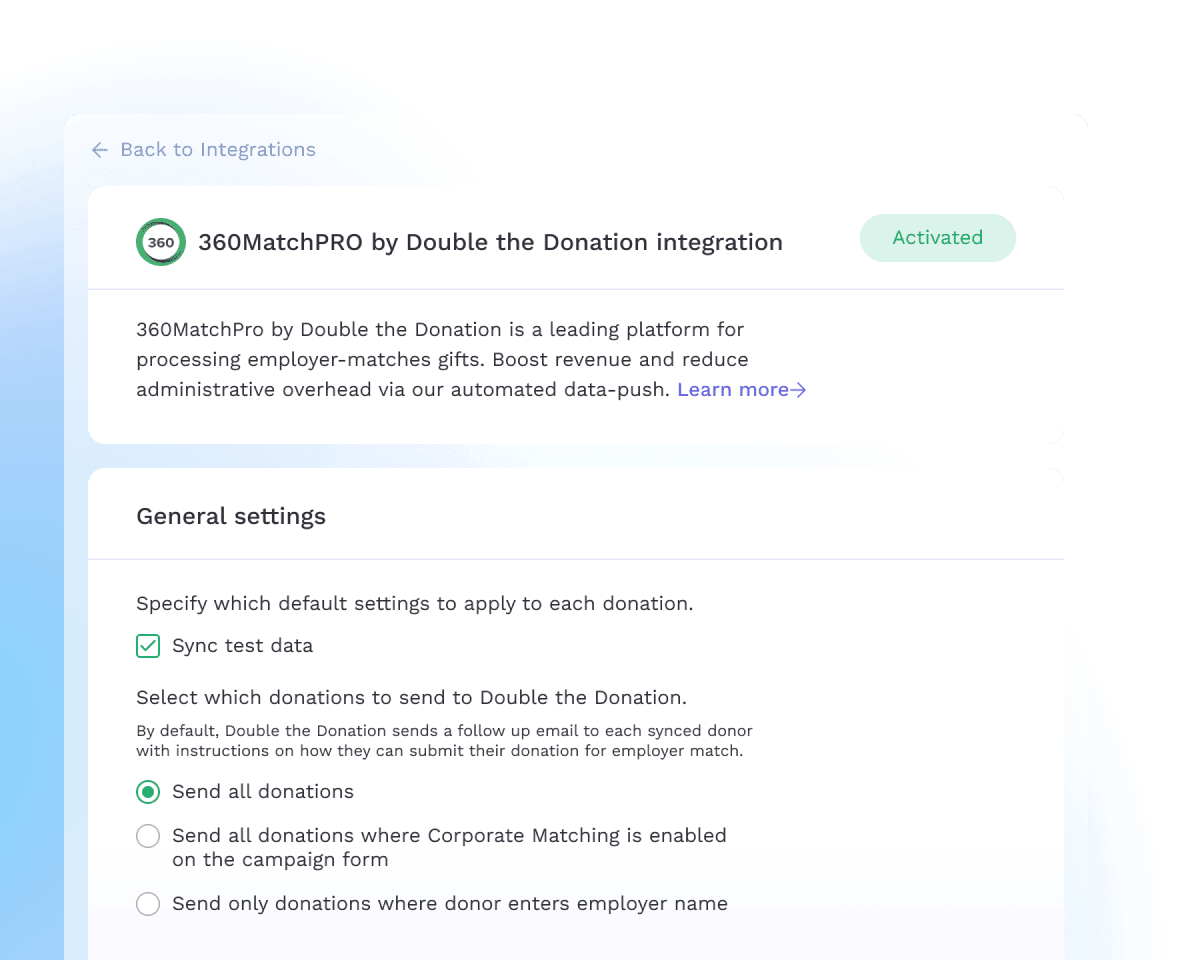 ← Back to Integrations
360 360MatchPRO by Double the Donation integration Activated
360MatchPro by Double the Donation is a leading platform for
processing employer-matches gifts. Boost revenue and reduce
administrative overhead via our automated data-push. Learn more→
General settings
Specify which default settings to apply to each donation.
Sync test data
Select which donations to send to Double the Donation.
By default, Double the Donation sends a follow up email to each synced donor
with instructions on how they can submit their donation for employer match.
Send all donations
Send all donations where Corporate Matching is enabled
on the campaign form
Send only donations where donor enters employer name